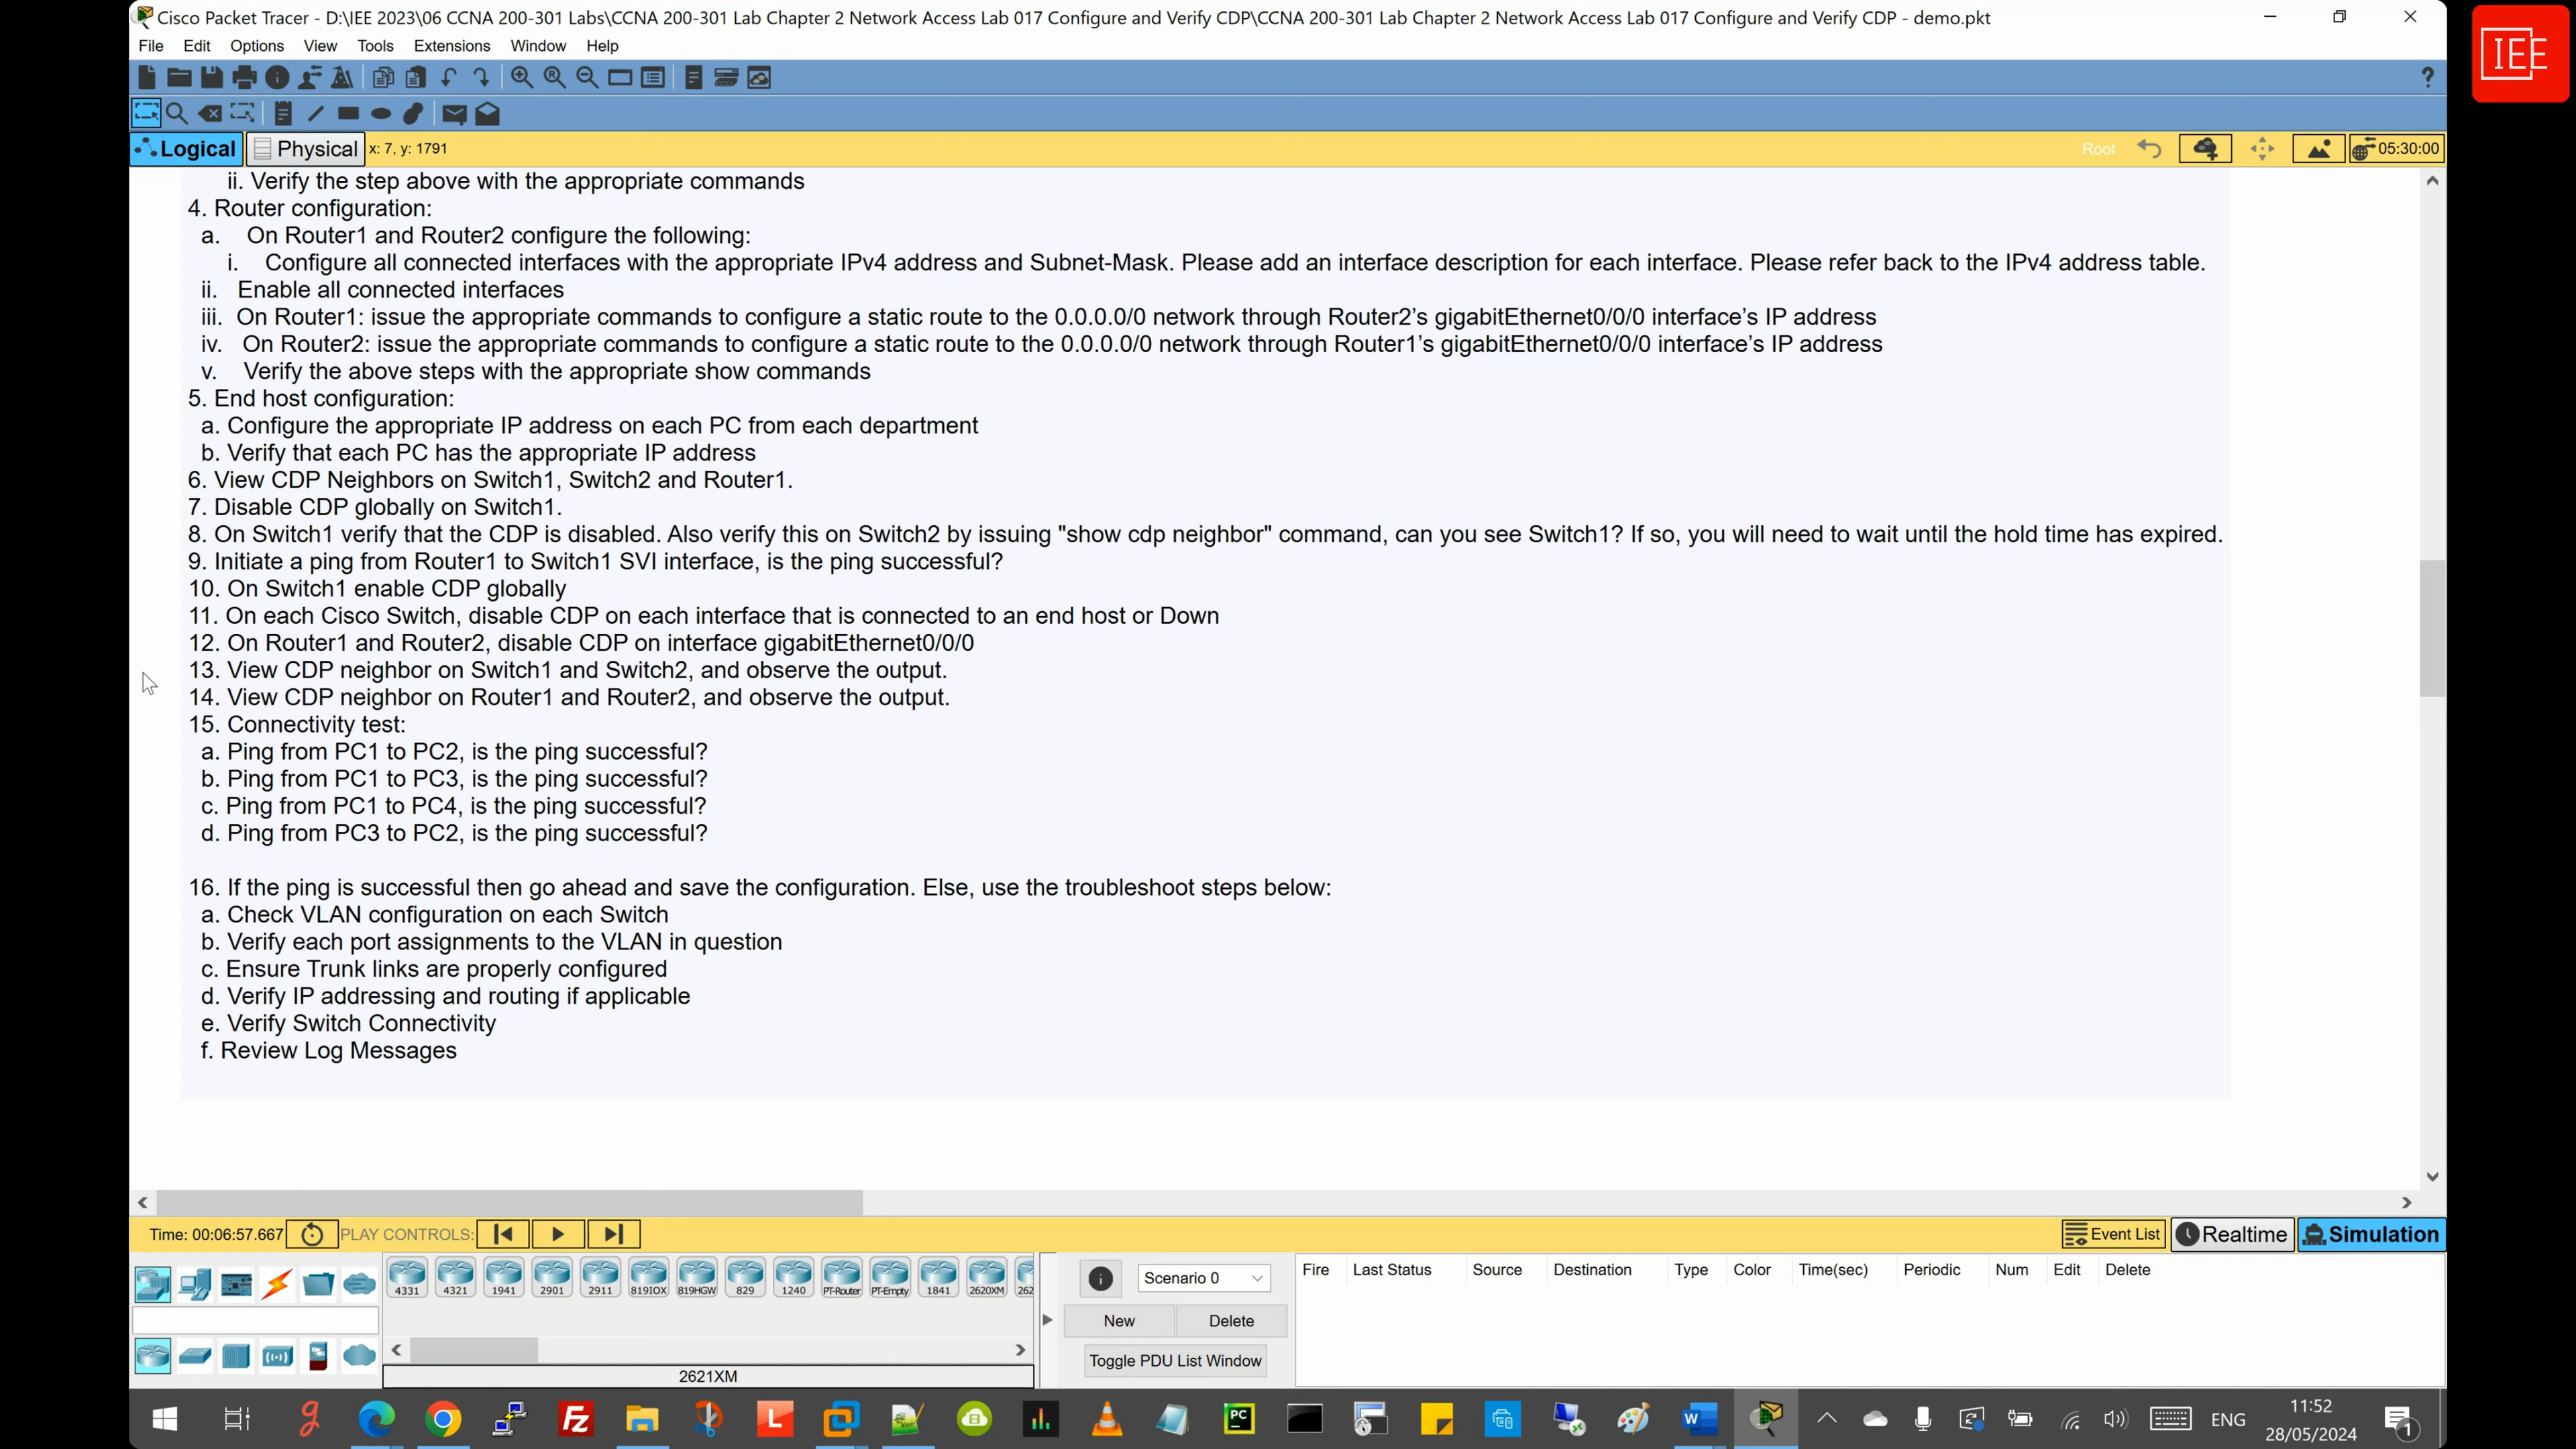 Cisco Packet Tracer - D:\IEE 2023\06 CCNA 200-301 Labs\CCNA 200-301 Lab Chapter 2 Network Access Lab 017 Configure and Verify CDP\CCNA 200-301 Lab Chapter 2 Network Access Lab 017 Configure and Verify CDP - demo.pkt
IEE
File Edit Options View Tools Extensions Window Help
Logical Physical x: 7, y: 1791 Root 05:30:00
ii. Verify the step above with the appropriate commands
4. Router configuration:
a. On Router1 and Router2 configure the following:
i. Configure all connected interfaces with the appropriate IPv4 address and Subnet-Mask. Please add an interface description for each interface. Please refer back to the IPv4 address table.
ii. Enable all connected interfaces
iii. On Router1: issue the appropriate commands to configure a static route to the 0.0.0.0/0 network through Router2's gigabitEthernet0/0/0 interface's IP address
iv. On Router2: issue the appropriate commands to configure a static route to the 0.0.0.0/0 network through Router1's gigabitEthernet0/0/0 interface's IP address
v. Verify the above steps with the appropriate show commands
5. End host configuration:
a. Configure the appropriate IP address on each PC from each department
b. Verify that each PC has the appropriate IP address
6. View CDP Neighbors on Switch1, Switch2 and Router1.
7. Disable CDP globally on Switch1.
8. On Switch1 verify that the CDP is disabled. Also verify this on Switch2 by issuing "show cdp neighbor" command, can you see Switch1? If so, you will need to wait until the hold time has expired.
9. Initiate a ping from Router1 to Switch1 SVI interface, is the ping successful?
10. On Switch1 enable CDP globally
11. On each Cisco Switch, disable CDP on each interface that is connected to an end host or Down
12. On Router1 and Router2, disable CDP on interface gigabitEthernet0/0/0
13. View CDP neighbor on Switch1 and Switch2, and observe the output.
14. View CDP neighbor on Router1 and Router2, and observe the output.
15. Connectivity test:
a. Ping from PC1 to PC2, is the ping successful?
b. Ping from PC1 to PC3, is the ping successful?
c. Ping from PC1 to PC4, is the ping successful?
d. Ping from PC3 to PC2, is the ping successful?
16. If the ping is successful then go ahead and save the configuration. Else, use the troubleshoot steps below:
a. Check VLAN configuration on each Switch
b. Verify each port assignments to the VLAN in question
c. Ensure Trunk links are properly configured
d. Verify IP addressing and routing if applicable
e. Verify Switch Connectivity
f. Review Log Messages
Time: 00:06:57.667 PLAY CONTROLS: Event List Realtime Simulation
4331 4321 1941 2901 2911 819IOX 819HGW 829 1240 PT-Router PT-Empty 1841 2620XM 262
Scenario 0
New Delete
Toggle PDU List Window
Fire Last Status Source Destination Type Color Time(sec) Periodic Num Edit Delete
2621XM
ENG
11:52
28/05/2024
1